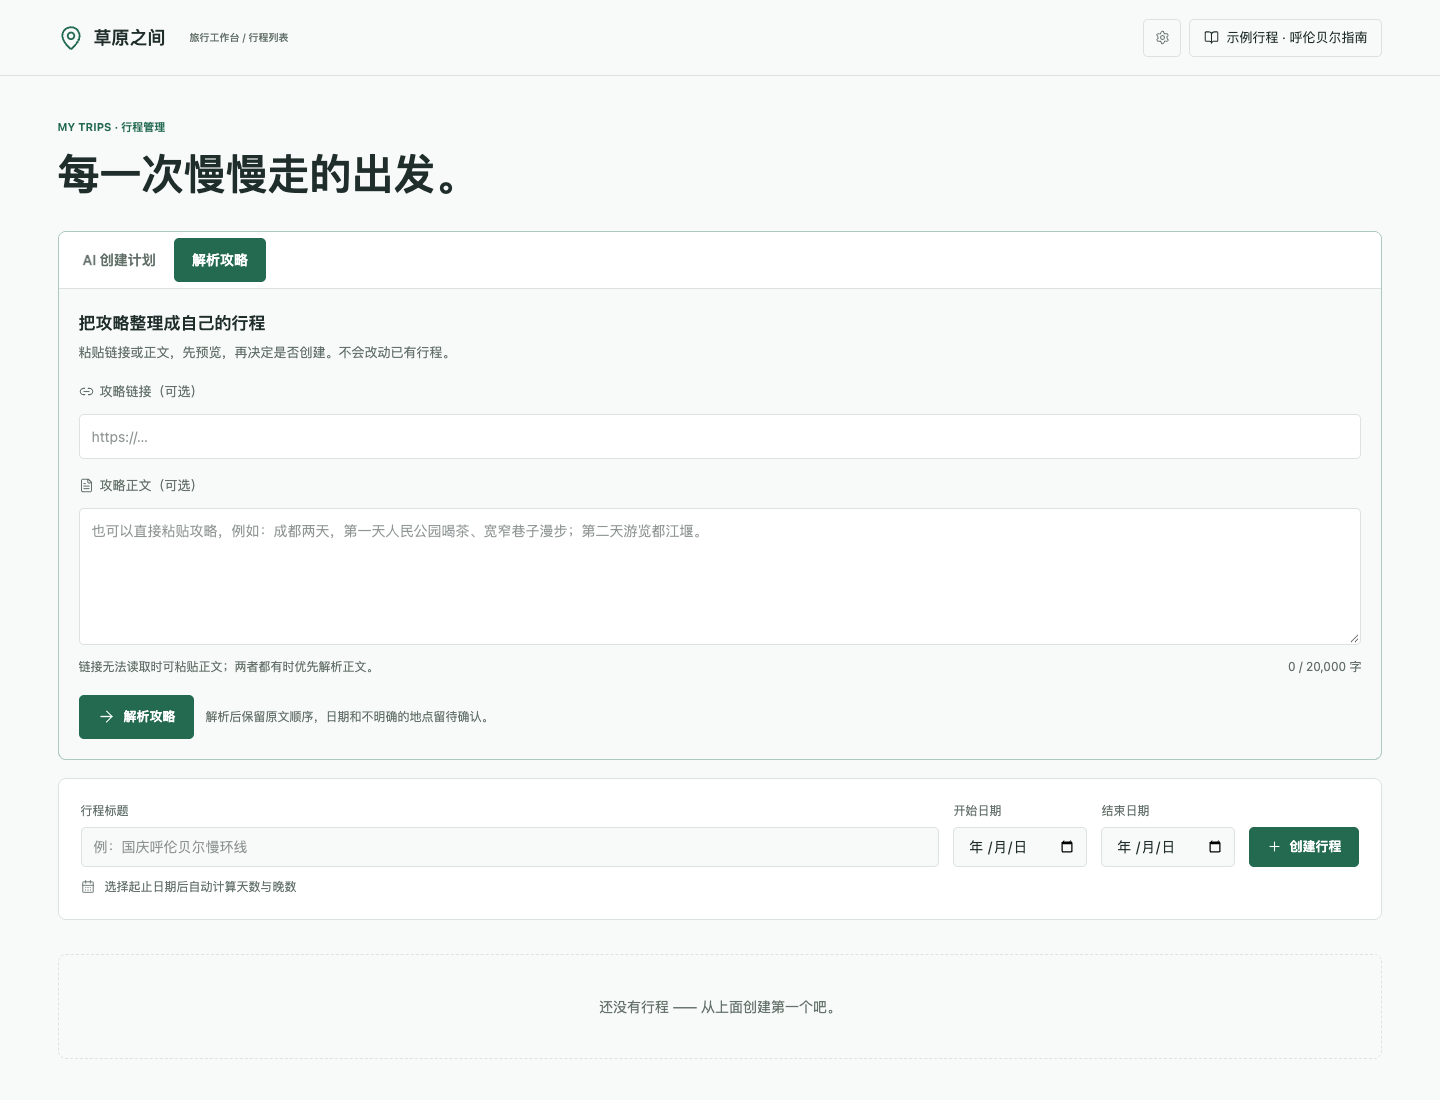 草原之间
旅行工作台 / 行程列表
示例行程 · 呼伦贝尔指南
MY TRIPS · 行程管理
每一次慢慢走的出发。
AI 创建计划
解析攻略
把攻略整理成自己的行程
粘贴链接或正文，先预览，再决定是否创建。不会改动已有行程。
攻略链接（可选）
https://...
攻略正文（可选）
也可以直接粘贴攻略，例如：成都两天，第一天人民公园喝茶、宽窄巷子漫步；第二天游览都江堰。
链接无法读取时可粘贴正文；两者都有时优先解析正文。
0 / 20,000 字
解析攻略
解析后保留原文顺序，日期和不明确的地点留待确认。
行程标题
开始日期
结束日期
例：国庆呼伦贝尔慢环线
年 /月/日
年 /月/日
创建行程
选择起止日期后自动计算天数与晚数
还没有行程 —— 从上面创建第一个吧。